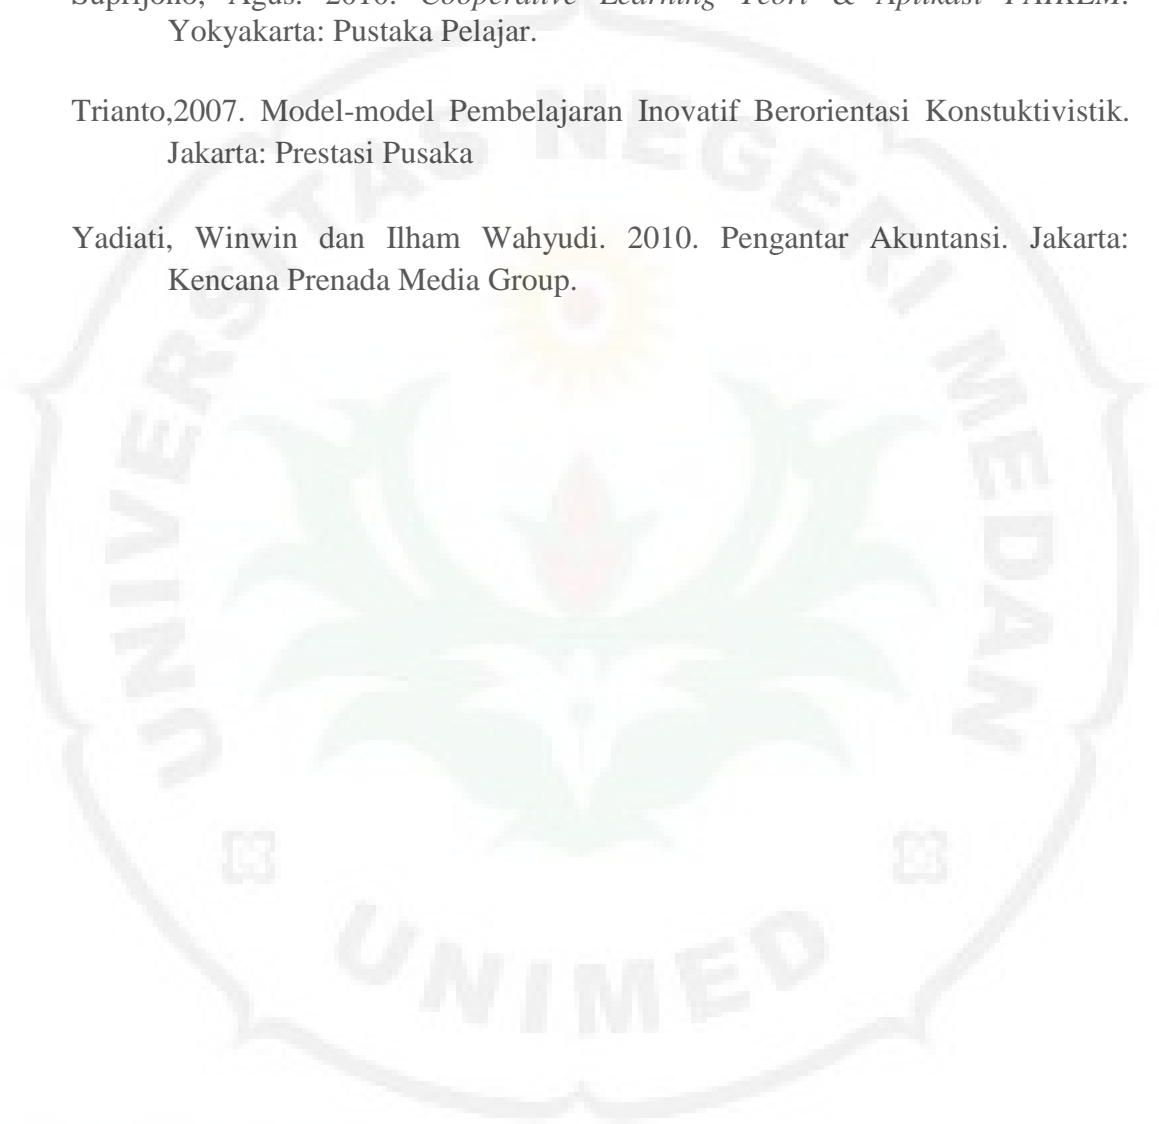 Suprijono, Agus. 2010. Cooperative Learning Teori & Aplikasi PAIKEM.
Yokyakarta: Pustaka Pelajar.
Trianto,2007. Model-model Pembelajaran Inovatif Berorientasi Konstuktivistik.
Jakarta: Prestasi Pusaka
Yadiati, Winwin dan Ilham Wahyudi. 2010. Pengantar Akuntansi. Jakarta:
Kencana Prenada Media Group.
UNIVERSITAS NEGERI MEDAN
UNIMED